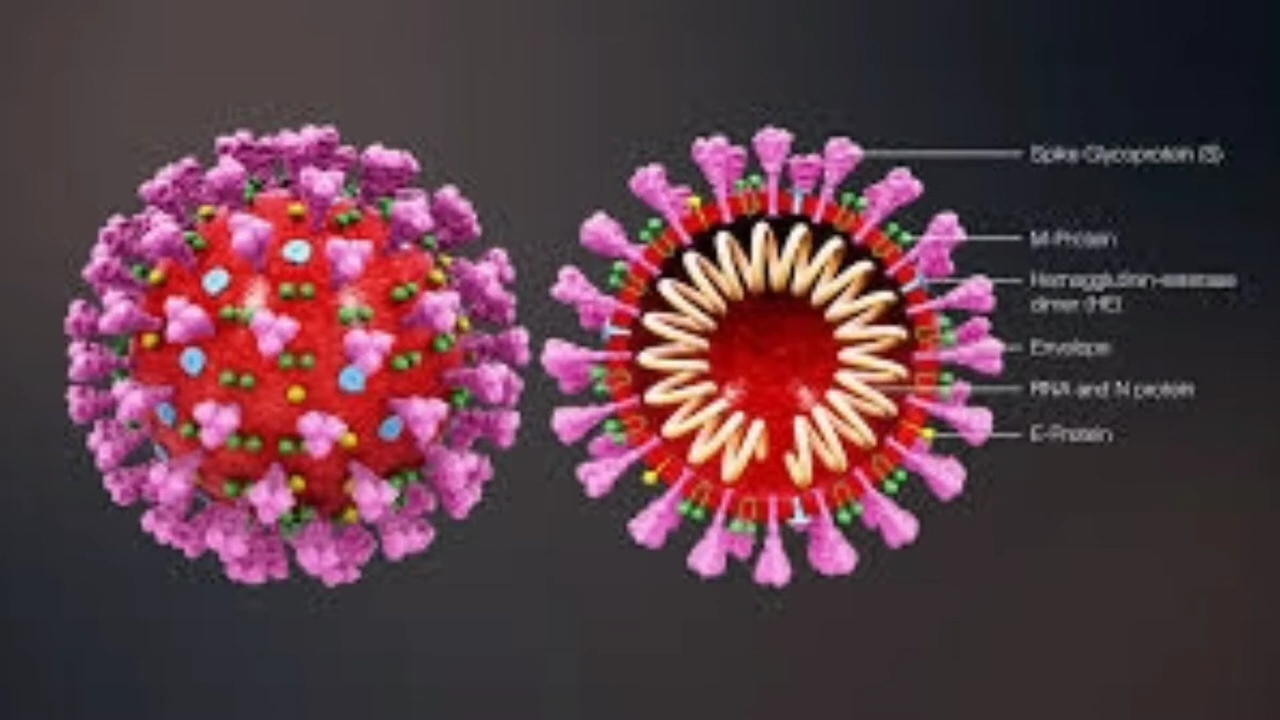 Spike Glycoprotein (S)
M-Protein
Hemagglutinin-esterase
dimer (HE)
Envelope
RNA and N protein
E-Protein